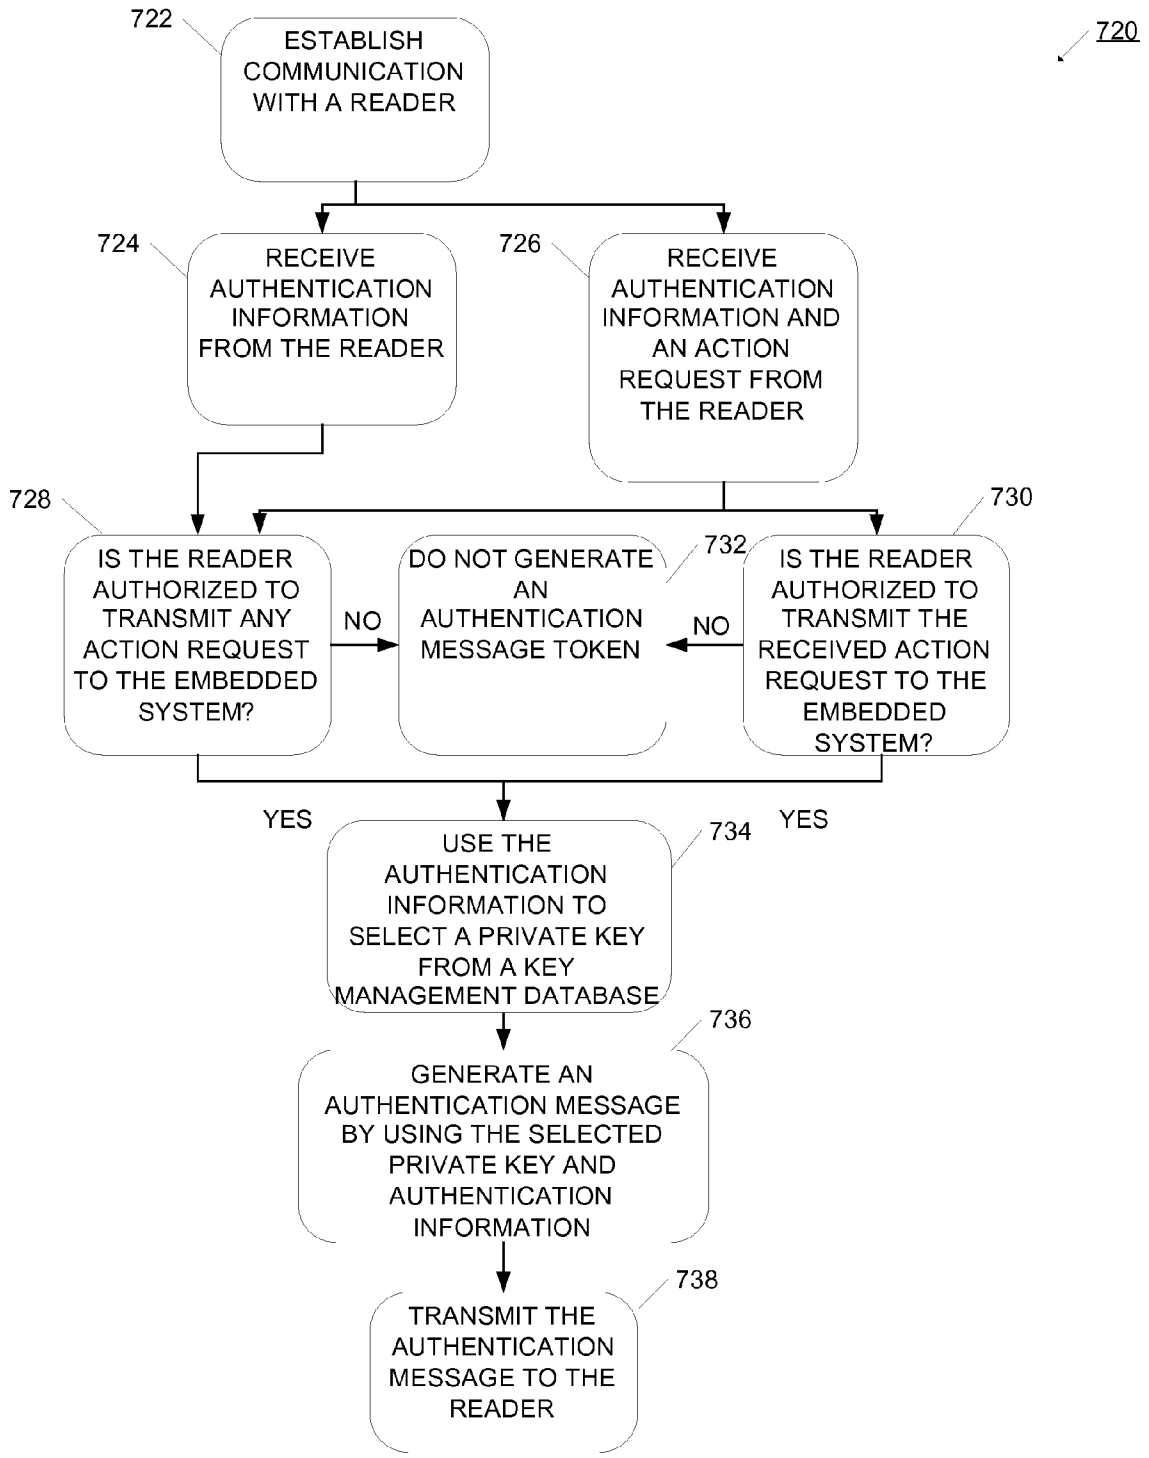 722
720
ESTABLISH
COMMUNICATION
WITH A READER
724
RECEIVE
AUTHENTICATION
INFORMATION
FROM THE READER
726
RECEIVE
AUTHENTICATION
INFORMATION AND
AN ACTION
REQUEST FROM
THE READER
728
IS THE READER
AUTHORIZED TO
TRANSMIT ANY
ACTION REQUEST
TO THE EMBEDDED
SYSTEM?
NO
732
DO NOT GENERATE
AN
AUTHENTICATION
MESSAGE TOKEN
NO
730
IS THE READER
AUTHORIZED TO
TRANSMIT THE
RECEIVED ACTION
REQUEST TO THE
EMBEDDED
SYSTEM?
YES
YES
734
USE THE
AUTHENTICATION
INFORMATION TO
SELECT A PRIVATE KEY
FROM A KEY
MANAGEMENT DATABASE
736
GENERATE AN
AUTHENTICATION MESSAGE
BY USING THE SELECTED
PRIVATE KEY AND
AUTHENTICATION
INFORMATION
738
TRANSMIT THE
AUTHENTICATION
MESSAGE TO THE
READER